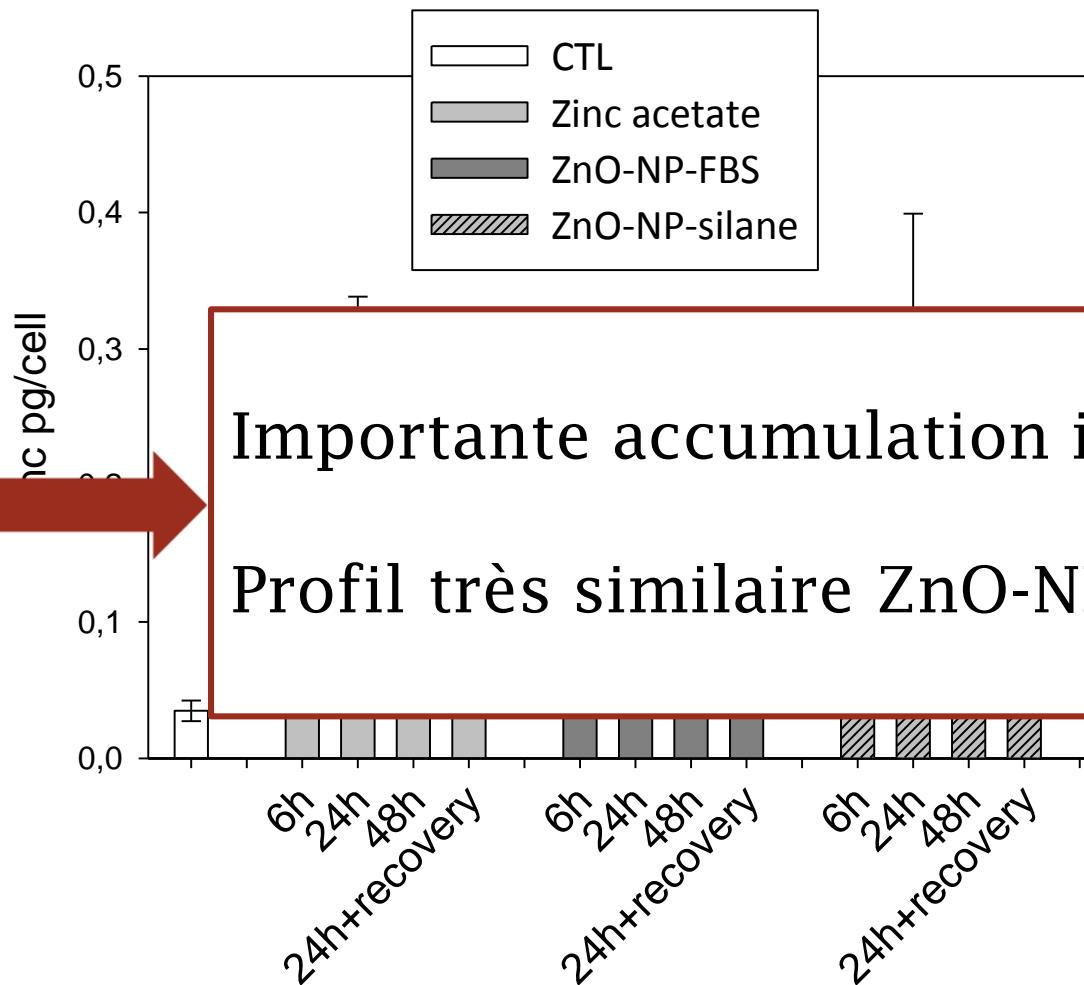 CTL
Zinc acetate
ZnO-NP-FBS
ZnO-NP-silane
0,5
0,4
0,3
0,1
0,0
pg/cell
Importante accumulation
Profil très similaire
6h
24h
48h
24h+recovery
6h
24h
48h
24h+recovery
6h
24h
48h
24h+recovery